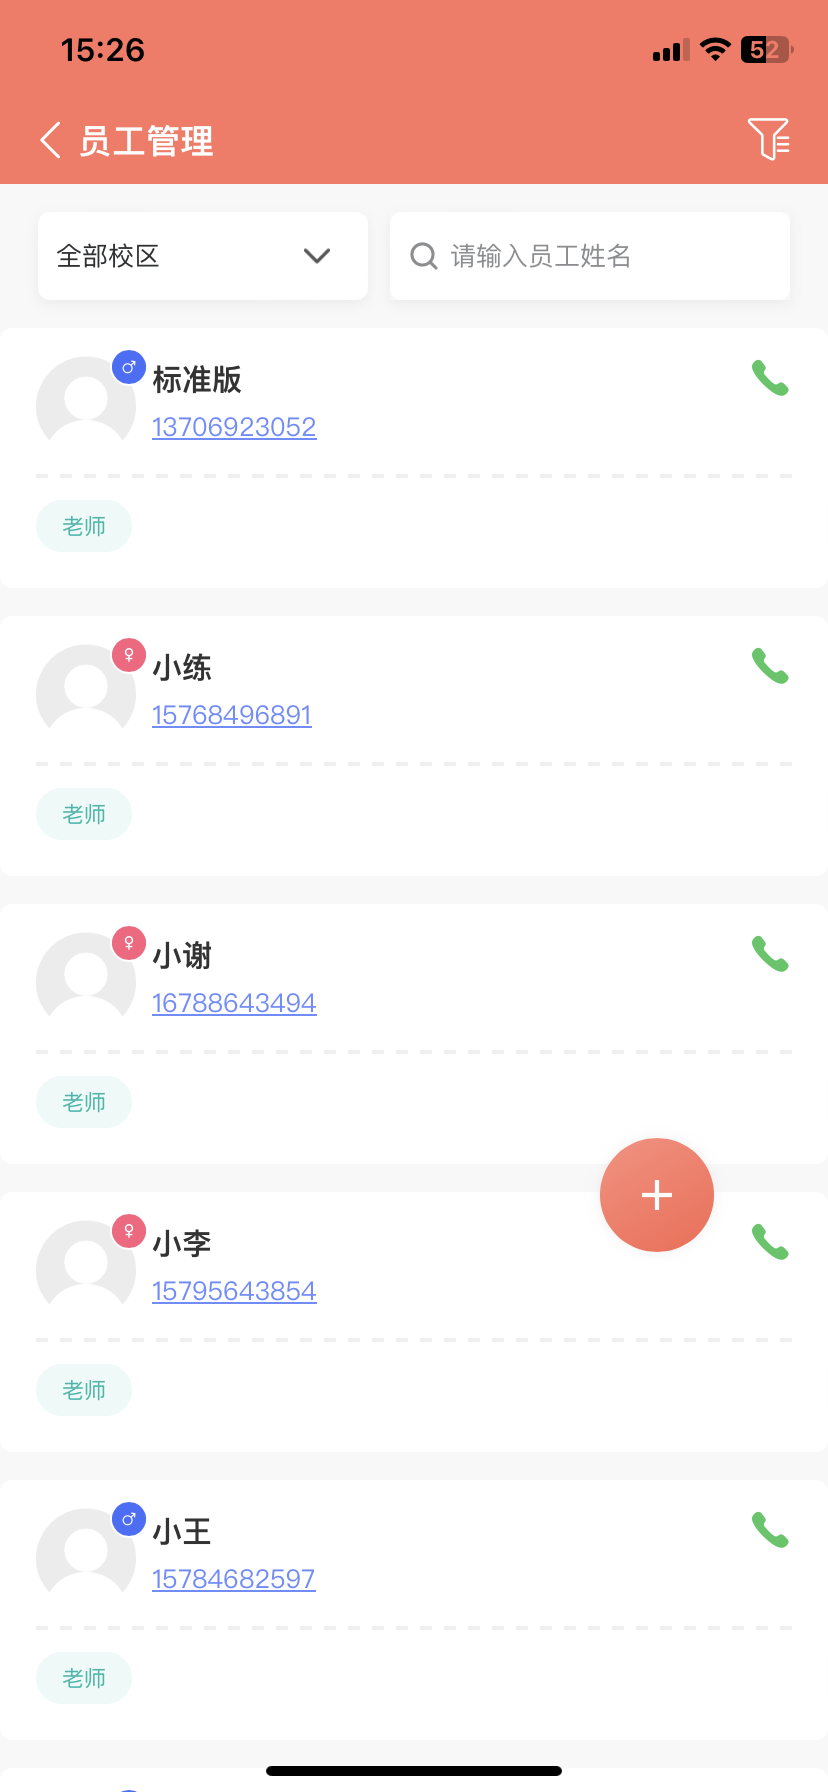 15:26
52
员工管理
全部校区
请输入员工姓名
标准版
13706923052
老师
小练
15768496891
老师
小谢
16788643494
老师
小李
15795643854
老师
小王
15784682597
老师